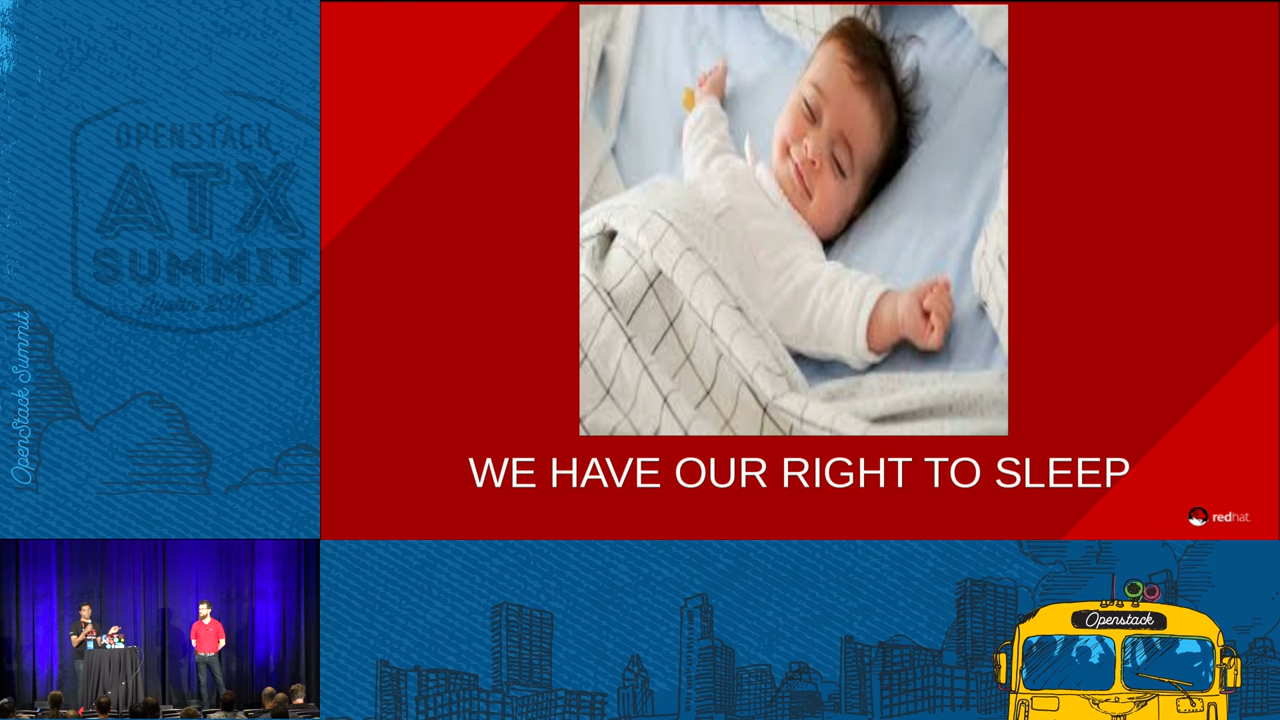 OPENSTACK
ATX
SUMMIT
Austin 2016
OpenStack Summit
WE HAVE OUR RIGHT TO SLEEP
redhat.
Openstack